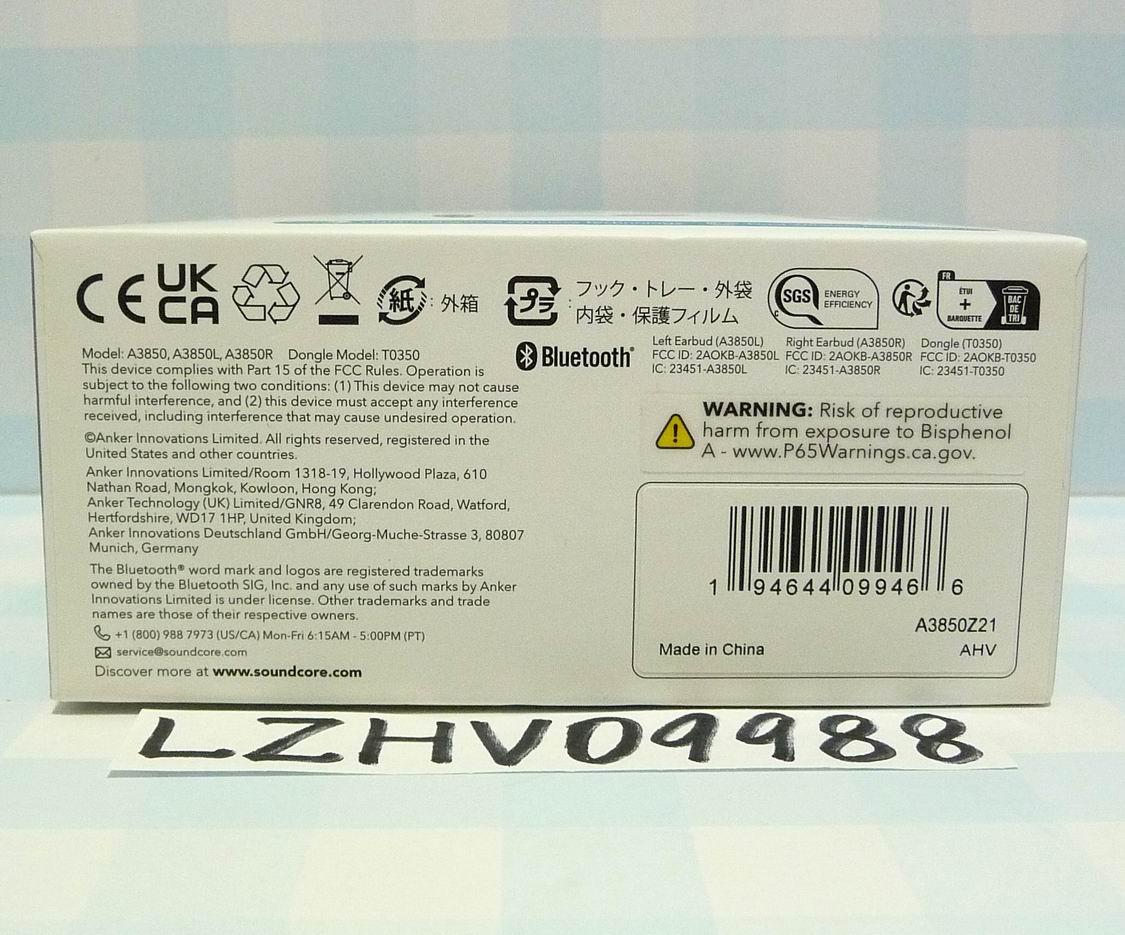 CE UK CA
紙 : 外箱
プラ : フック・トレー・外袋
内袋・保護フィルム
SGS ENERGY EFFICIENCY
C
FR
ÉTUI + BARQUETTE
BAC DE TRI
Model: A3850, A3850L, A3850R Dongle Model: T0350
This device complies with Part 15 of the FCC Rules. Operation is
subject to the following two conditions: (1) This device may not cause
harmful interference, and (2) this device must accept any interference
received, including interference that may cause undesired operation.
©Anker Innovations Limited. All rights reserved, registered in the
United States and other countries.
Anker Innovations Limited/Room 1318-19, Hollywood Plaza, 610
Nathan Road, Mongkok, Kowloon, Hong Kong;
Anker Technology (UK) Limited/GNR8, 49 Clarendon Road, Watford,
Hertfordshire, WD17 1HP, United Kingdom;
Anker Innovations Deutschland GmbH/Georg-Muche-Strasse 3, 80807
Munich, Germany
The Bluetooth® word mark and logos are registered trademarks
owned by the Bluetooth SIG, Inc. and any use of such marks by Anker
Innovations Limited is under license. Other trademarks and trade
names are those of their respective owners.
+1 (800) 988 7973 (US/CA) Mon-Fri 6:15AM - 5:00PM (PT)
service@soundcore.com
Discover more at www.soundcore.com
Bluetooth®
Left Earbud (A3850L)
FCC ID: 2AOKB-A3850L
IC: 23451-A3850L
Right Earbud (A3850R)
FCC ID: 2AOKB-A3850R
IC: 23451-A3850R
Dongle (T0350)
FCC ID: 2AOKB-T0350
IC: 23451-T0350
WARNING: Risk of reproductive
harm from exposure to Bisphenol
A - www.P65Warnings.ca.gov.
1 94644 09946 6
A3850Z21
Made in China AHV
LZHV09988